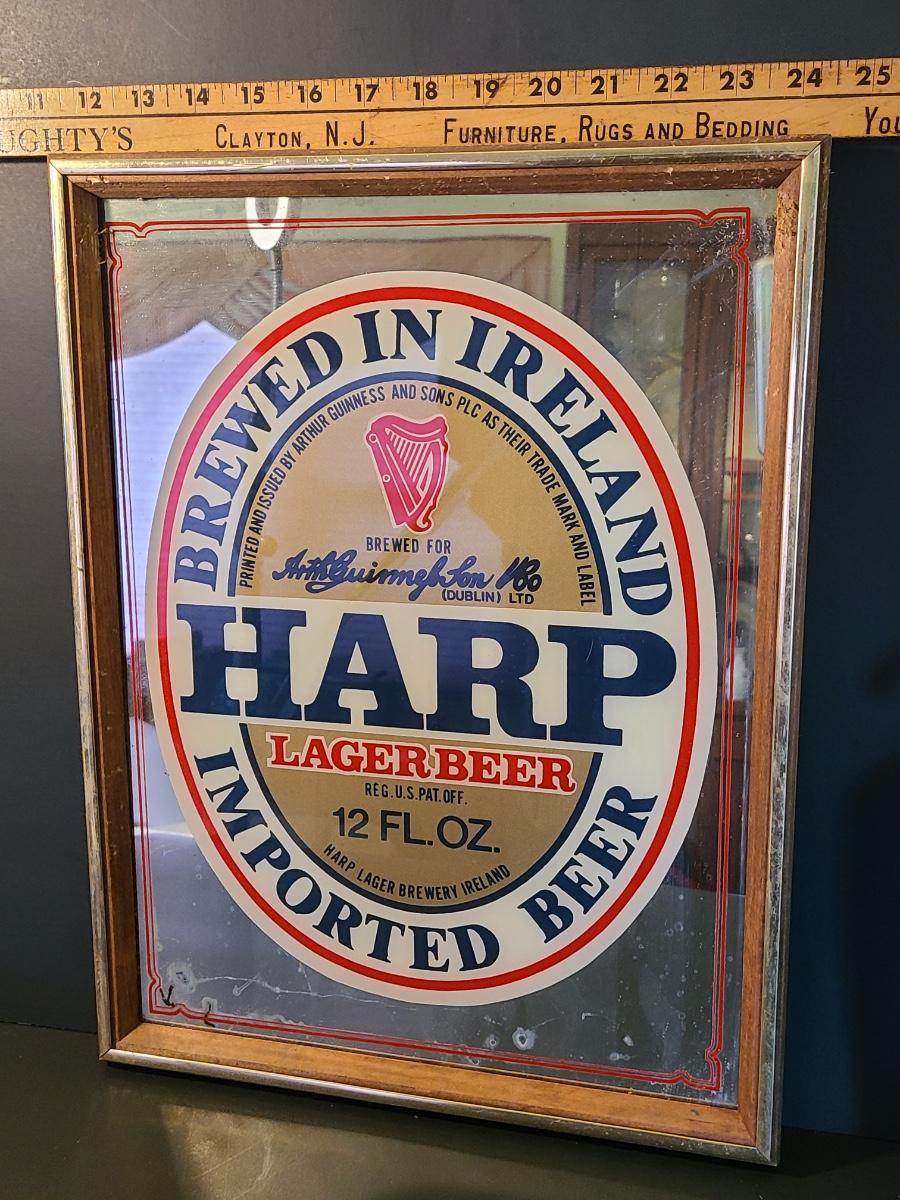 11 12 13 14 15 16 17 18 19 20 21 22 23 24 25
UGHTY'S CLAYTON, N.J. FURNITURE, RUGS AND BEDDING YOU
BREWED IN IRELAND
PRINTED AND ISSUED BY ARTHUR GUINNESS AND SONS PLC AS THEIR TRADE MARK AND LABEL
BREWED FOR
Arth Guinness Son & Co
(DUBLIN) LTD
HARP
LAGER BEER
REG. U.S. PAT. OFF.
12 FL. OZ.
HARP LAGER BREWERY IRELAND
IMPORTED BEER